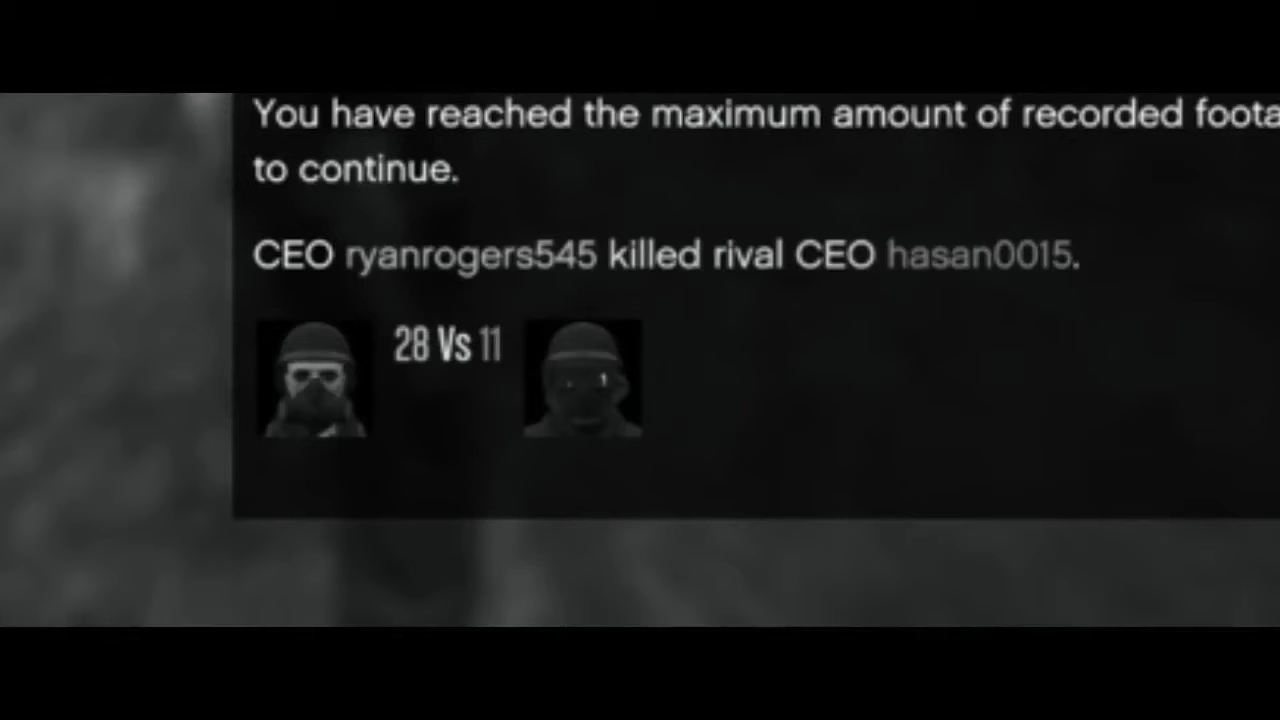 You have reached the maximum amount of recorded foota
to continue.
CEO ryanrogers545 killed rival CEO hasan0015.
28 Vs 11